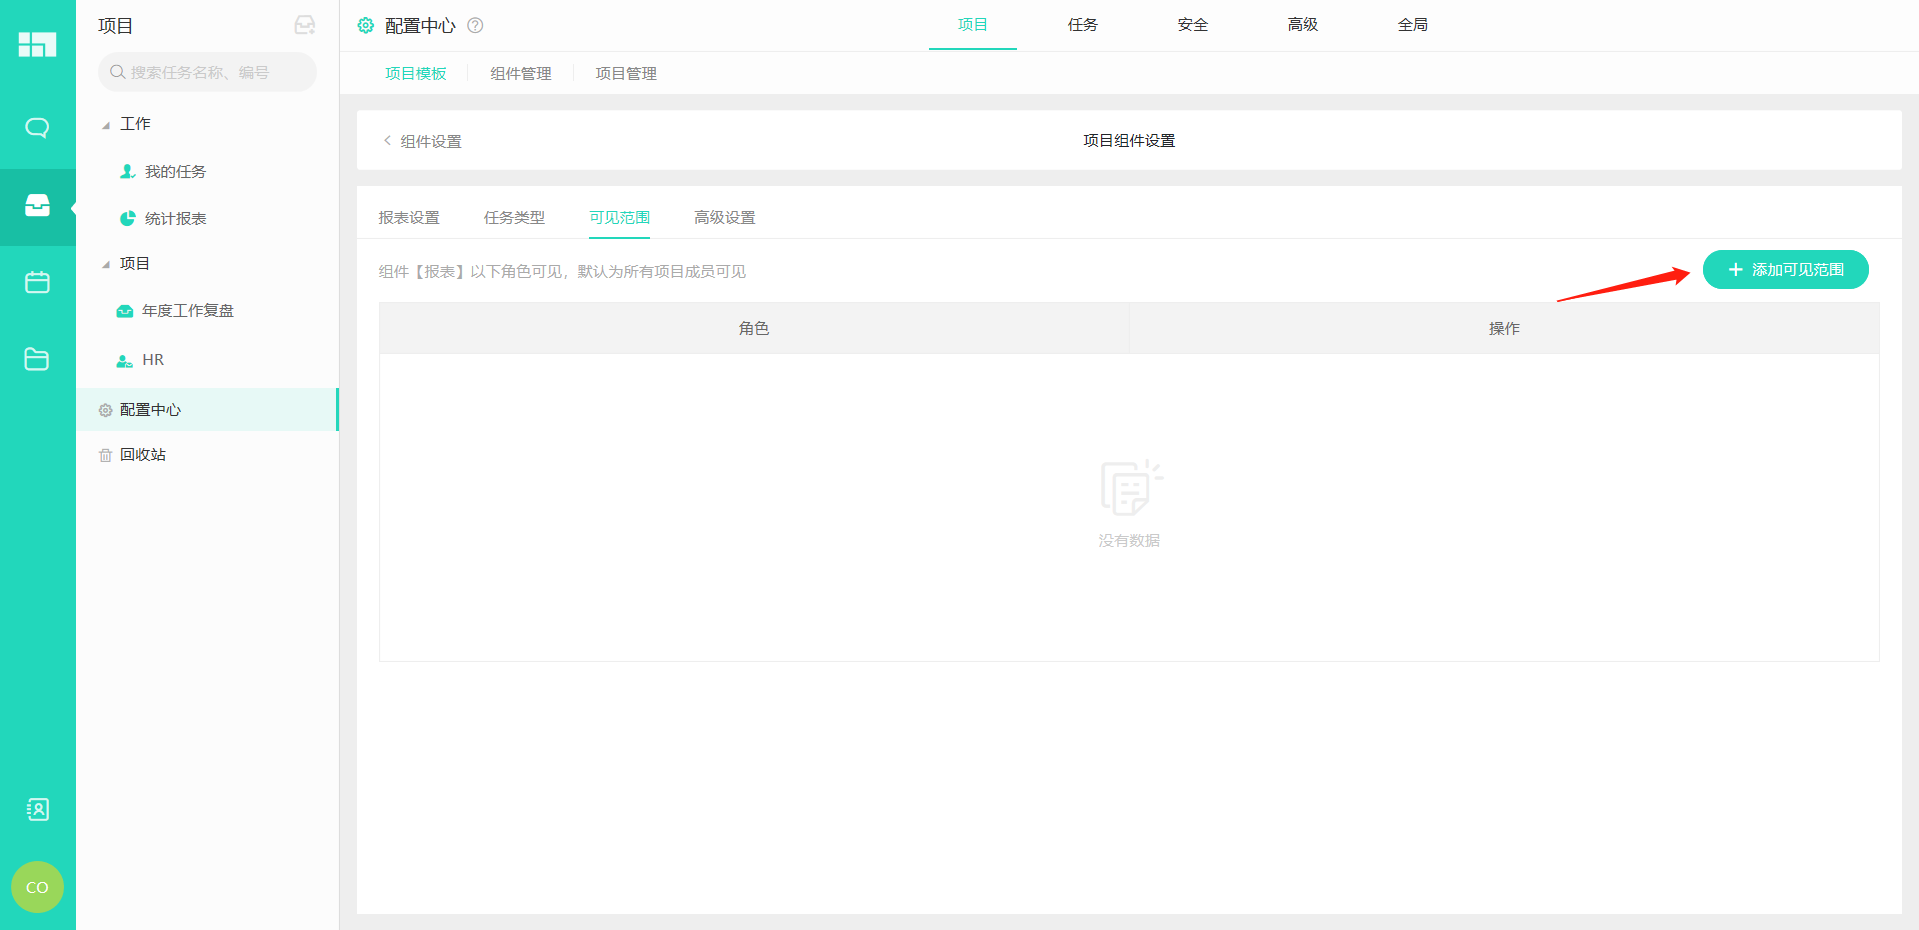 项目
搜索任务名称、编号
工作
我的任务
统计报表
项目
年度工作复盘
HR
配置中心
回收站
CO
配置中心
项目
任务
安全
高级
全局
项目模板
组件管理
项目管理
组件设置
项目组件设置
报表设置
任务类型
可见范围
高级设置
组件【报表】以下角色可见，默认为所有项目成员可见
添加可见范围
角色
操作
没有数据